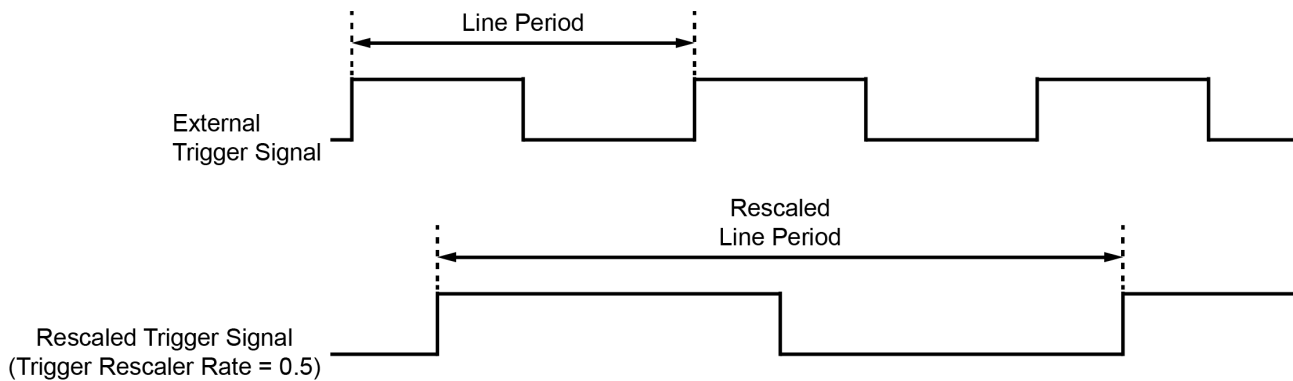 Line Period
External
Trigger Signal
Rescaled
Line Period
Rescaled Trigger Signal
(Trigger Rescaler Rate = 0.5)